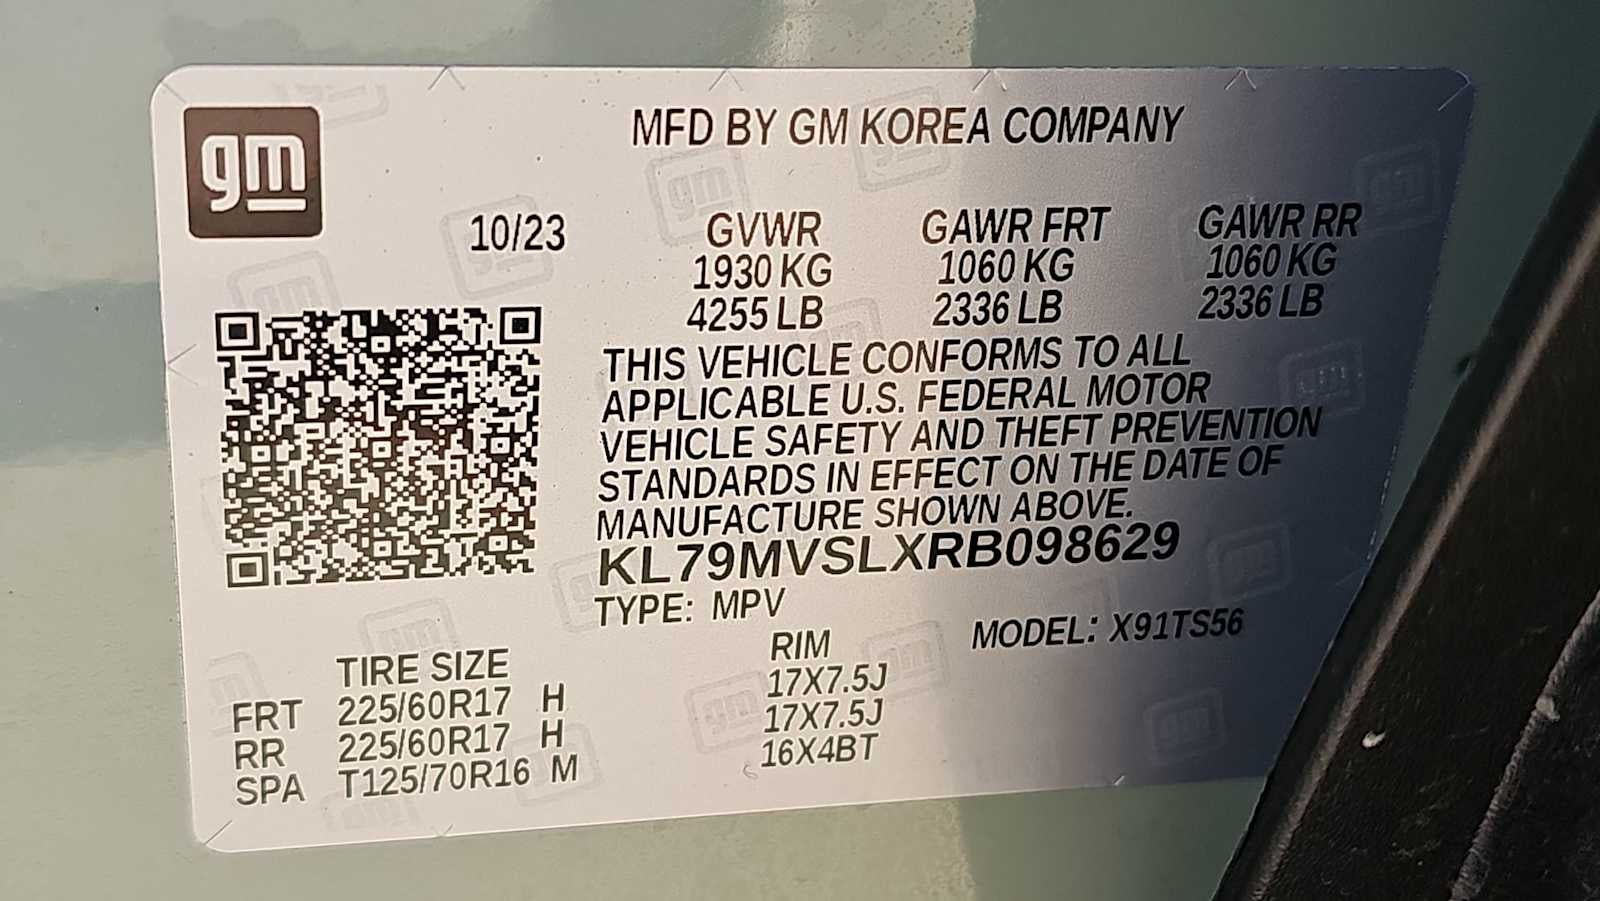 gm
MFD BY GM KOREA COMPANY
10/23 GVWR GAWR FRT GAWR RR
1930 KG 1060 KG 1060 KG
4255 LB 2336 LB 2336 LB
THIS VEHICLE CONFORMS TO ALL
APPLICABLE U.S. FEDERAL MOTOR
VEHICLE SAFETY AND THEFT PREVENTION
STANDARDS IN EFFECT ON THE DATE OF
MANUFACTURE SHOWN ABOVE.
KL79MVSLXRB098629
TYPE: MPV MODEL: X91TS56
TIRE SIZE RIM
FRT 225/60R17 H 17X7.5J
RR 225/60R17 H 17X7.5J
SPA T125/70R16 M 16X4BT